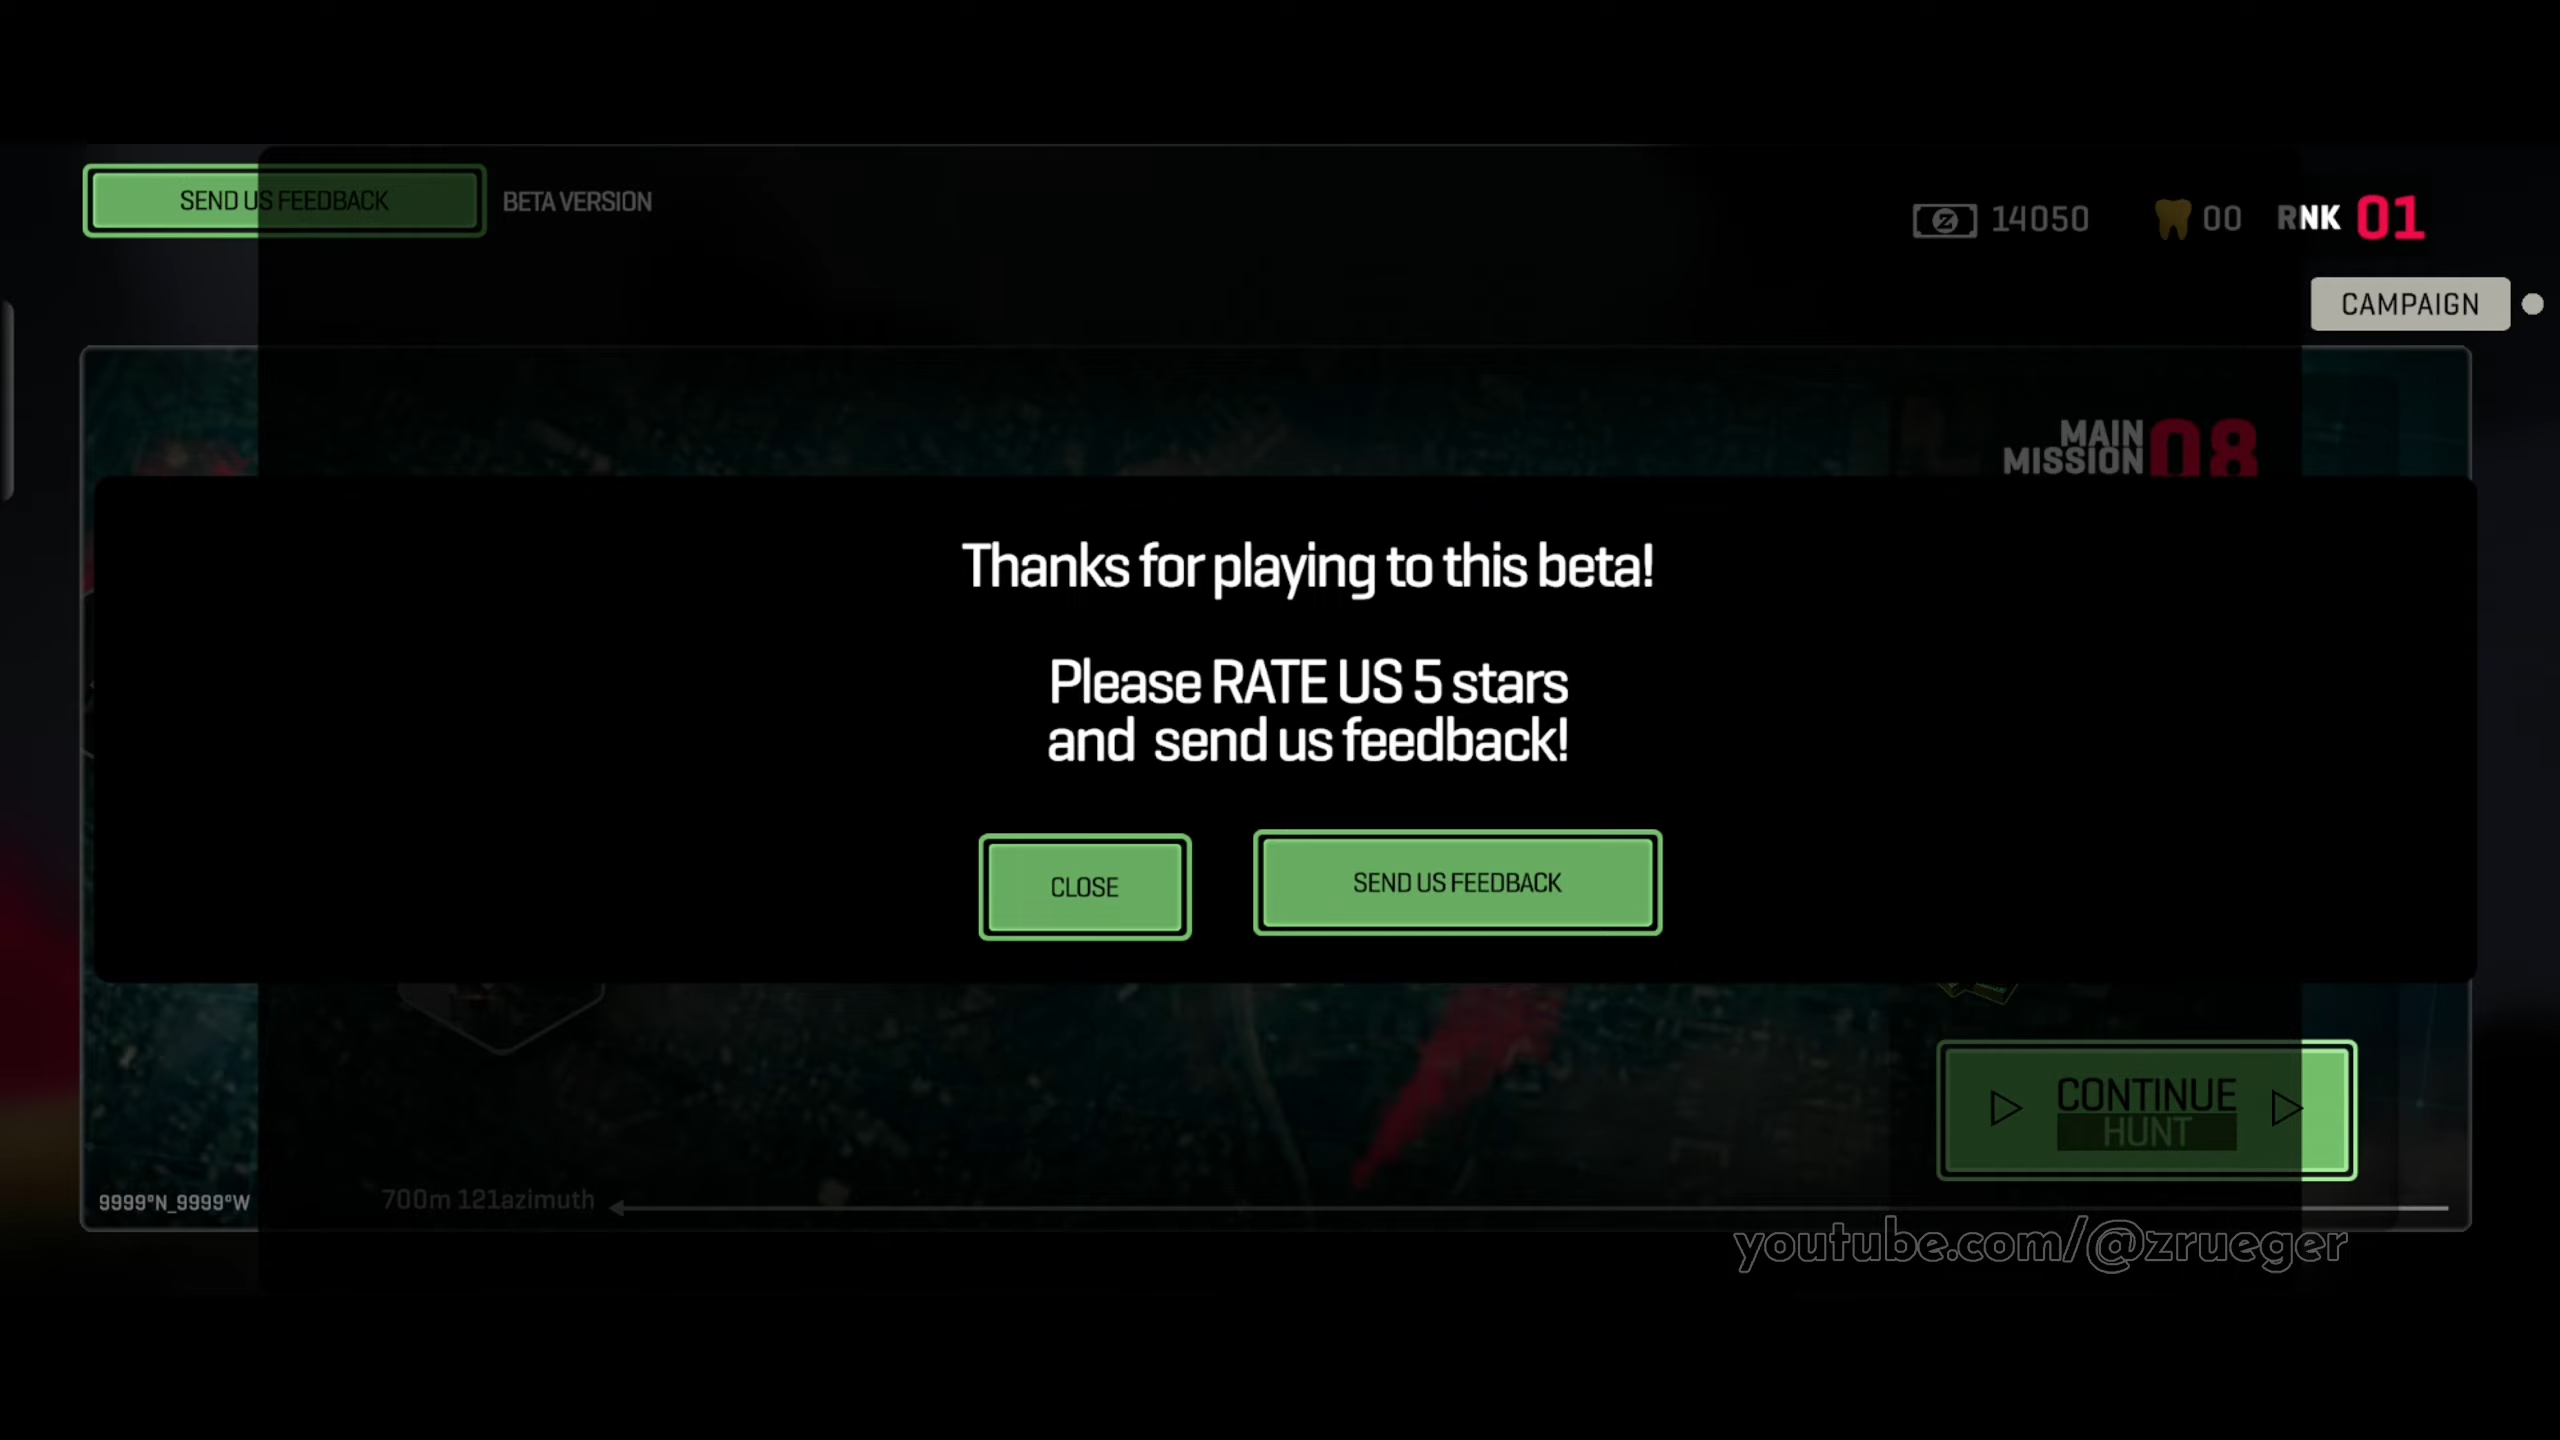 SEND US FEEDBACK
BETA VERSION
14050
00
RNK 01
CAMPAIGN
MAIN
MISSION 08
Thanks for playing to this beta!
Please RATE US 5 stars
and send us feedback!
CLOSE
SEND US FEEDBACK
CONTINUE
HUNT
9999°N_9999°W
700m 121azimuth
youtube.com/@zrueger